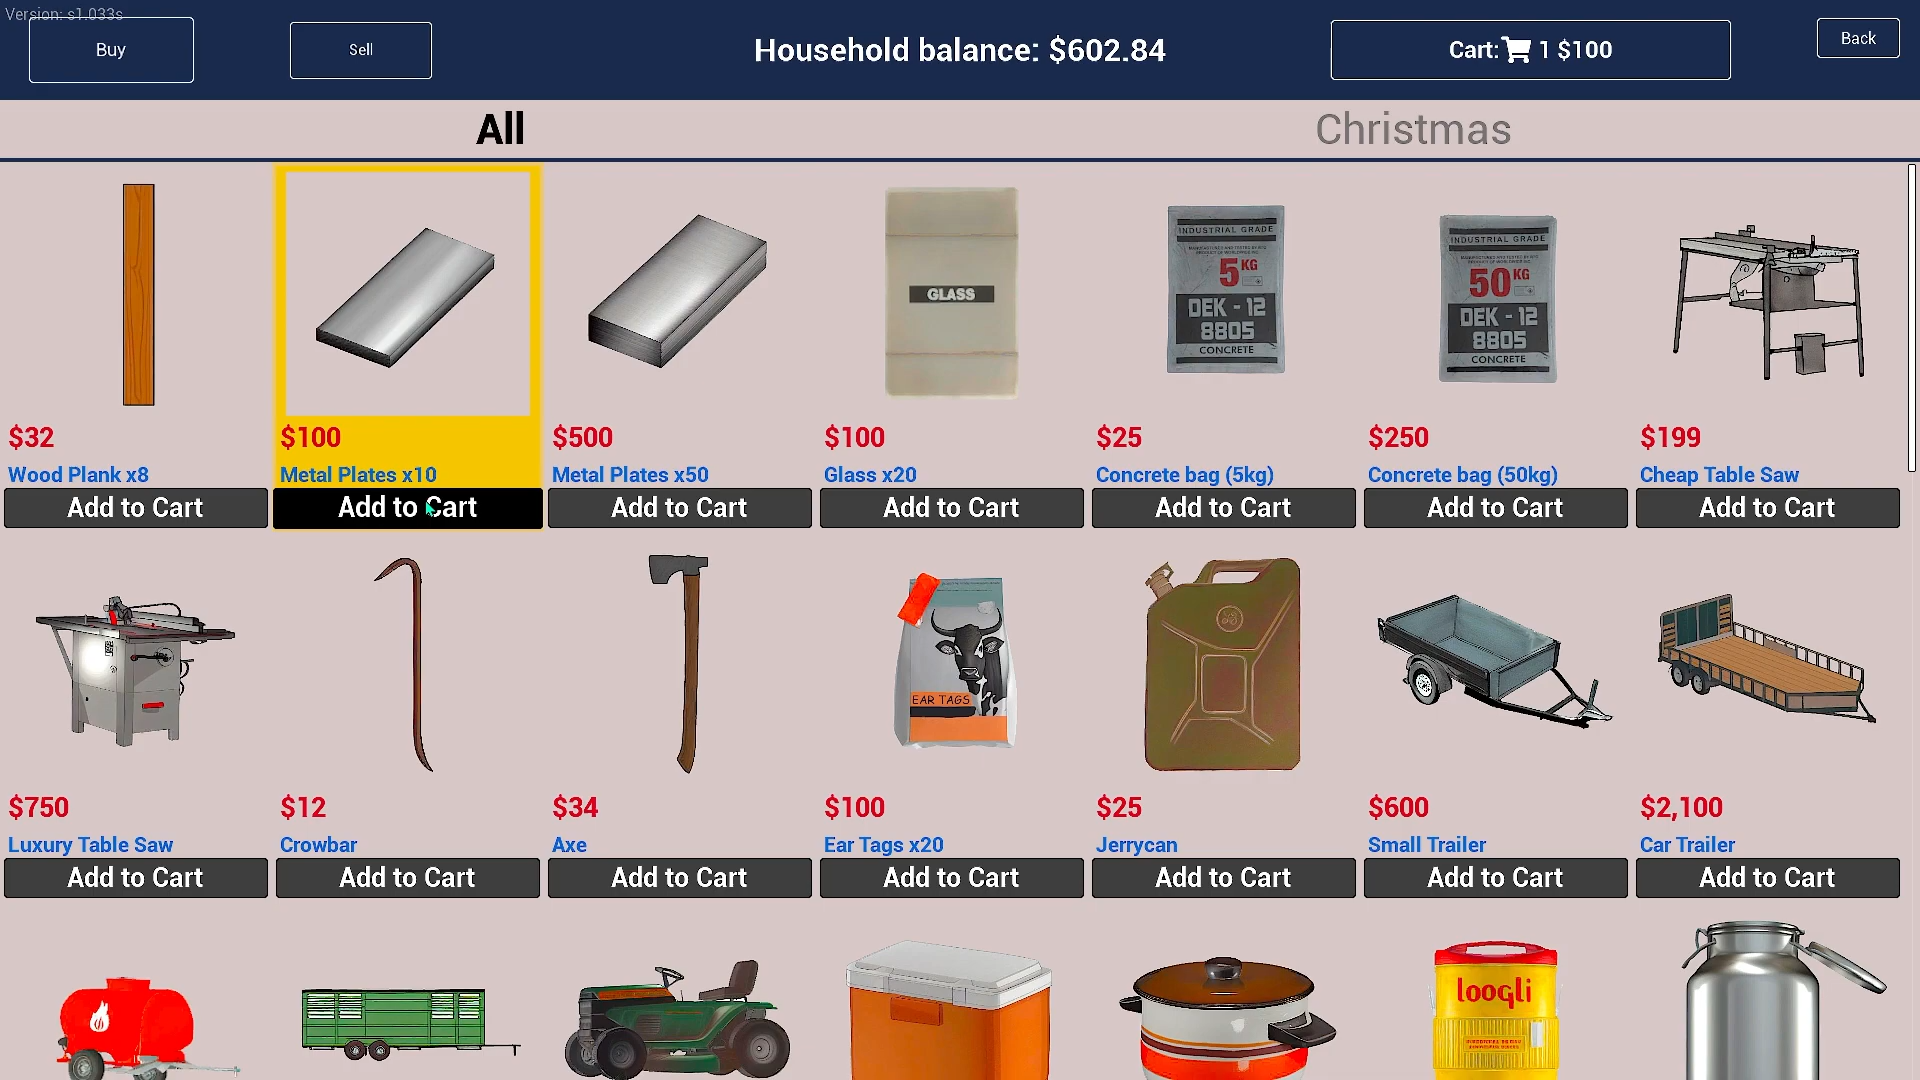 Version: s1.033s
Buy
Sell
Household balance: $602.84
Cart: 1 $100
Back
All
Christmas
GLASS
INDUSTRIAL GRADE
5KG
DEK - 12
8805
CONCRETE
INDUSTRIAL GRADE
50KG
DEK - 12
8805
CONCRETE
$32
$100
$500
$100
$25
$250
$199
Wood Plank x8
Metal Plates x10
Metal Plates x50
Glass x20
Concrete bag (5kg)
Concrete bag (50kg)
Cheap Table Saw
Add to Cart
Add to Cart
Add to Cart
Add to Cart
Add to Cart
Add to Cart
Add to Cart
EAR TAGS
$750
$12
$34
$100
$25
$600
$2,100
Luxury Table Saw
Crowbar
Axe
Ear Tags x20
Jerrycan
Small Trailer
Car Trailer
Add to Cart
Add to Cart
Add to Cart
Add to Cart
Add to Cart
Add to Cart
Add to Cart
loogli